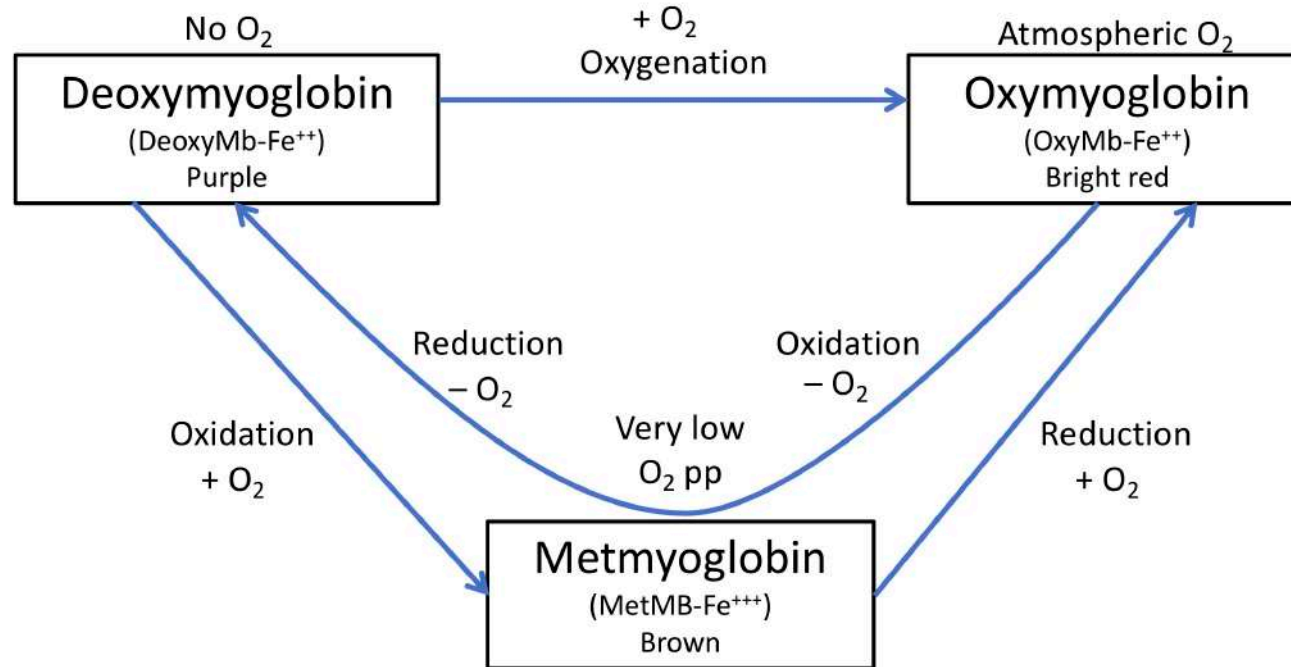 No O₂
Deoxymyoglobin
(DeoxyMb-Fe⁺⁺)
Purple
+ O₂
Oxygenation
Atmospheric O₂
Oxymyoglobin
(OxyMb-Fe⁺⁺)
Bright red
Reduction
– O₂
Oxidation
– O₂
Oxidation
+ O₂
Very low
O₂ pp
Reduction
+ O₂
Metmyoglobin
(MetMB-Fe⁺⁺⁺)
Brown